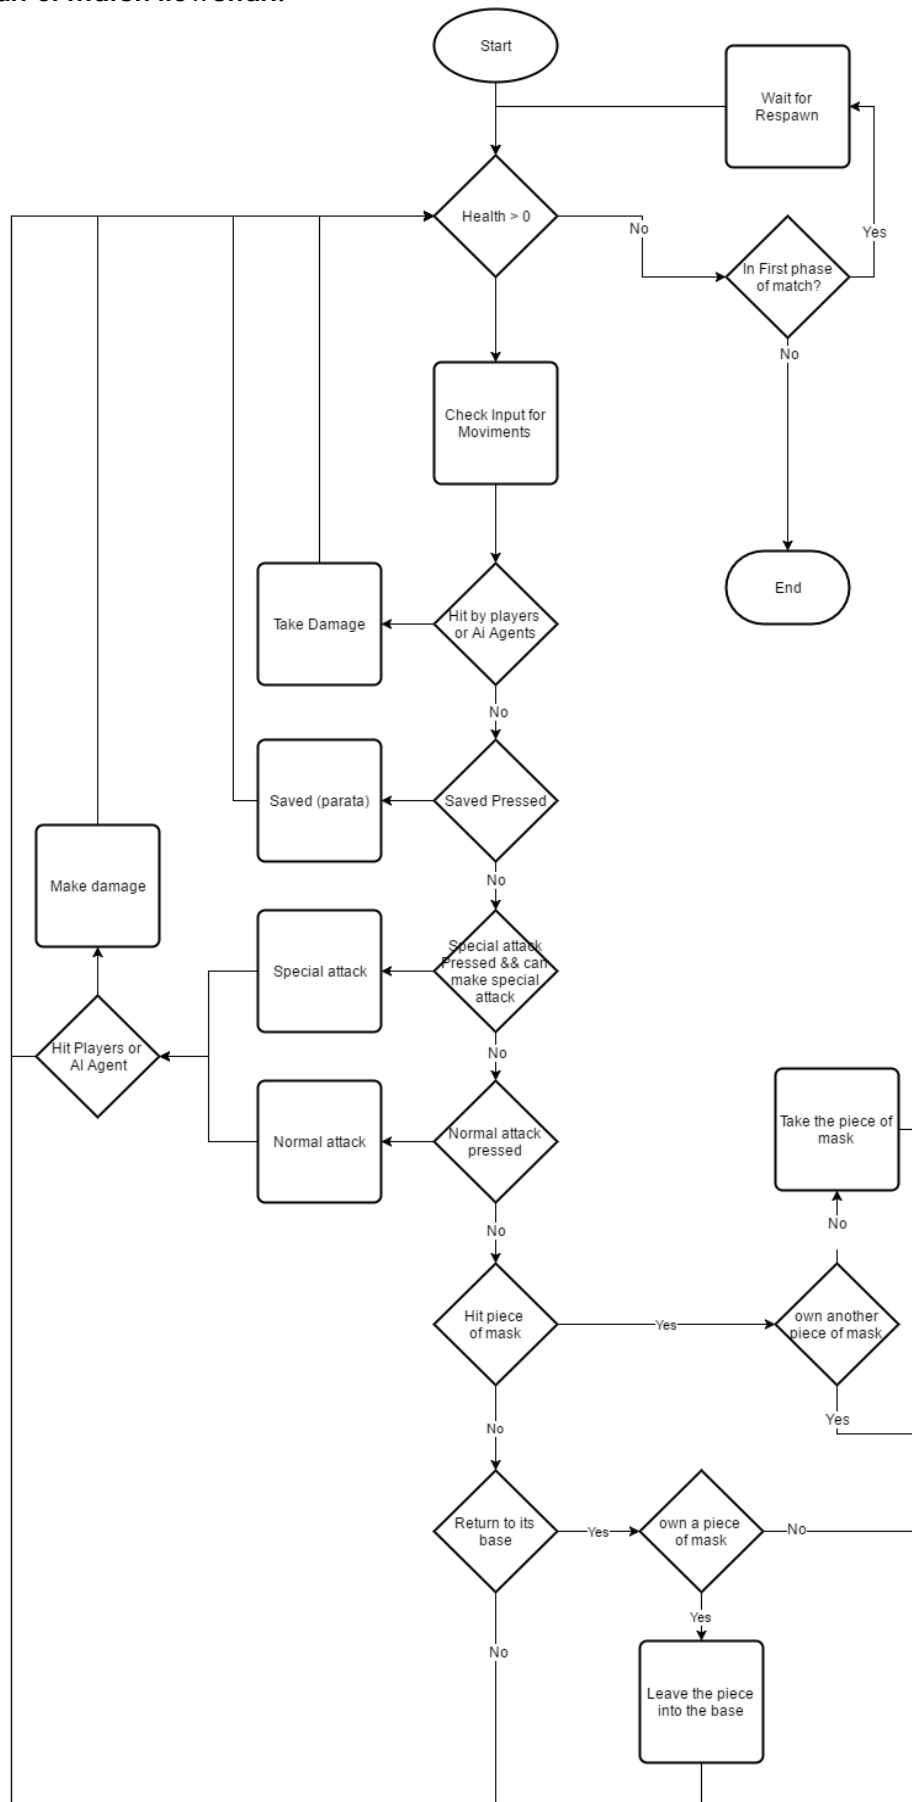 Start
Wait for
Respawn
Health > 0
No
Yes
In First phase
of match?
No
Check Input for
Moviments
End
Take Damage
Hit by players
or Ai Agents
No
Saved (parata)
Saved Pressed
No
Make damage
Special attack
Special attack
Pressed && can
make special
attack
No
Hit Players or
AI Agent
Normal attack
Normal attack
pressed
Take the piece of
mask
No
No
Hit piece
of mask
Yes
own another
piece of mask
Yes
No
Return to its
base
Yes
own a piece
of mask
No
Yes
No
Leave the piece
into the base